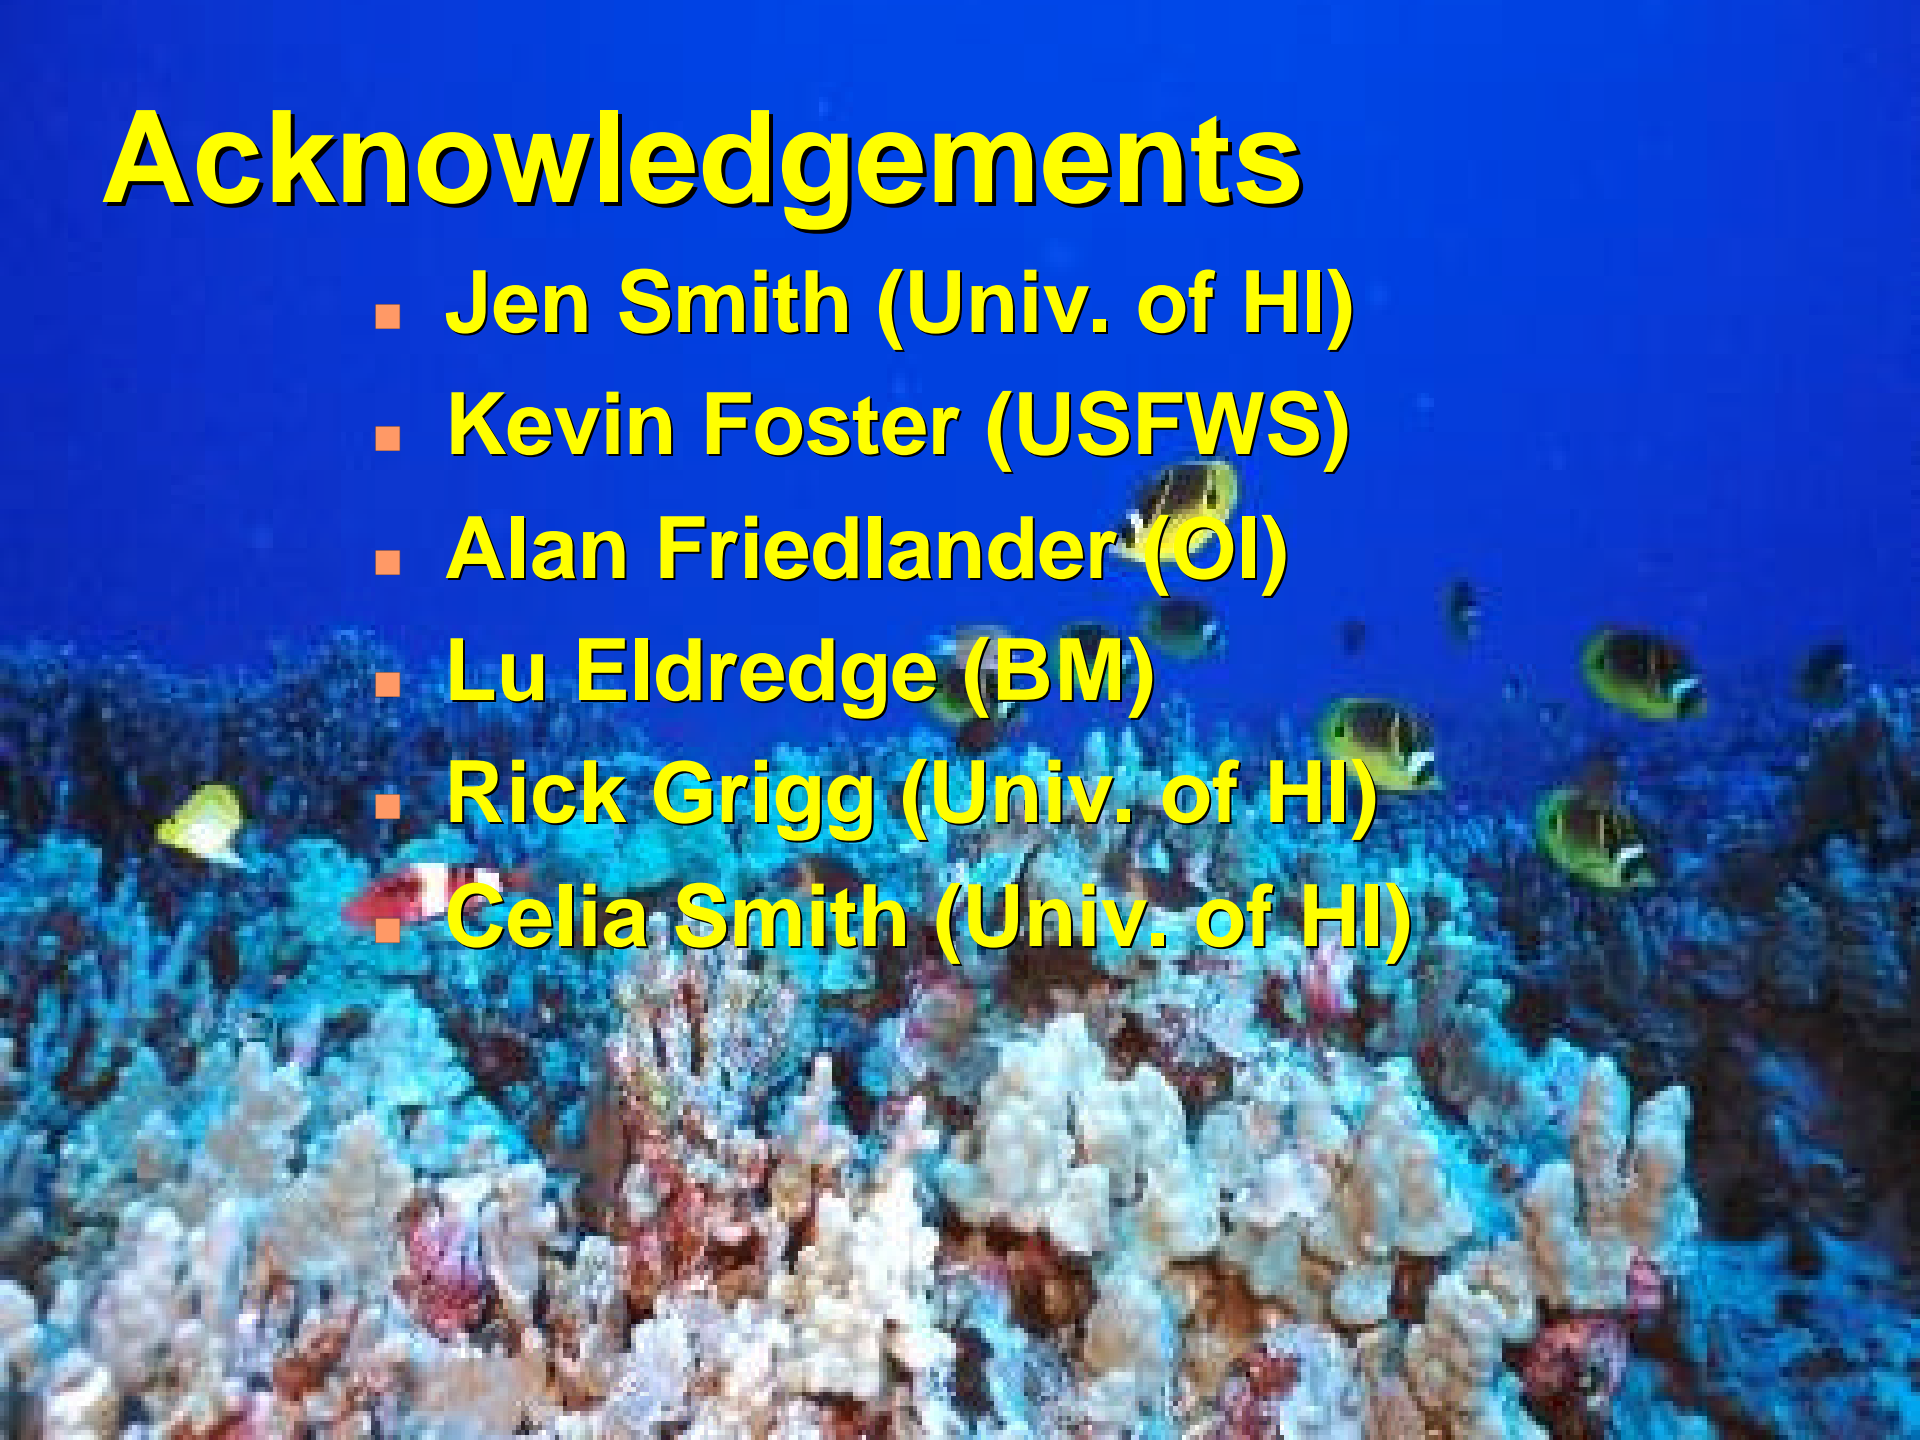 Acknowledgements
Jen Smith (Univ. of HI)
Kevin Foster (USFWS)
Alan Friedlander (OI)
Lu Eldredge (BM)
Rick Grigg (Univ. of HI)
Celia Smith (Univ. of HI)